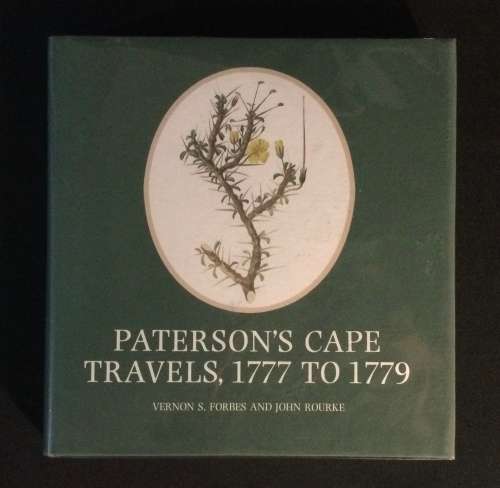 PATERSON'S CAPE
TRAVELS, 1777 TO 1779
VERNON S. FORBES AND JOHN ROURKE